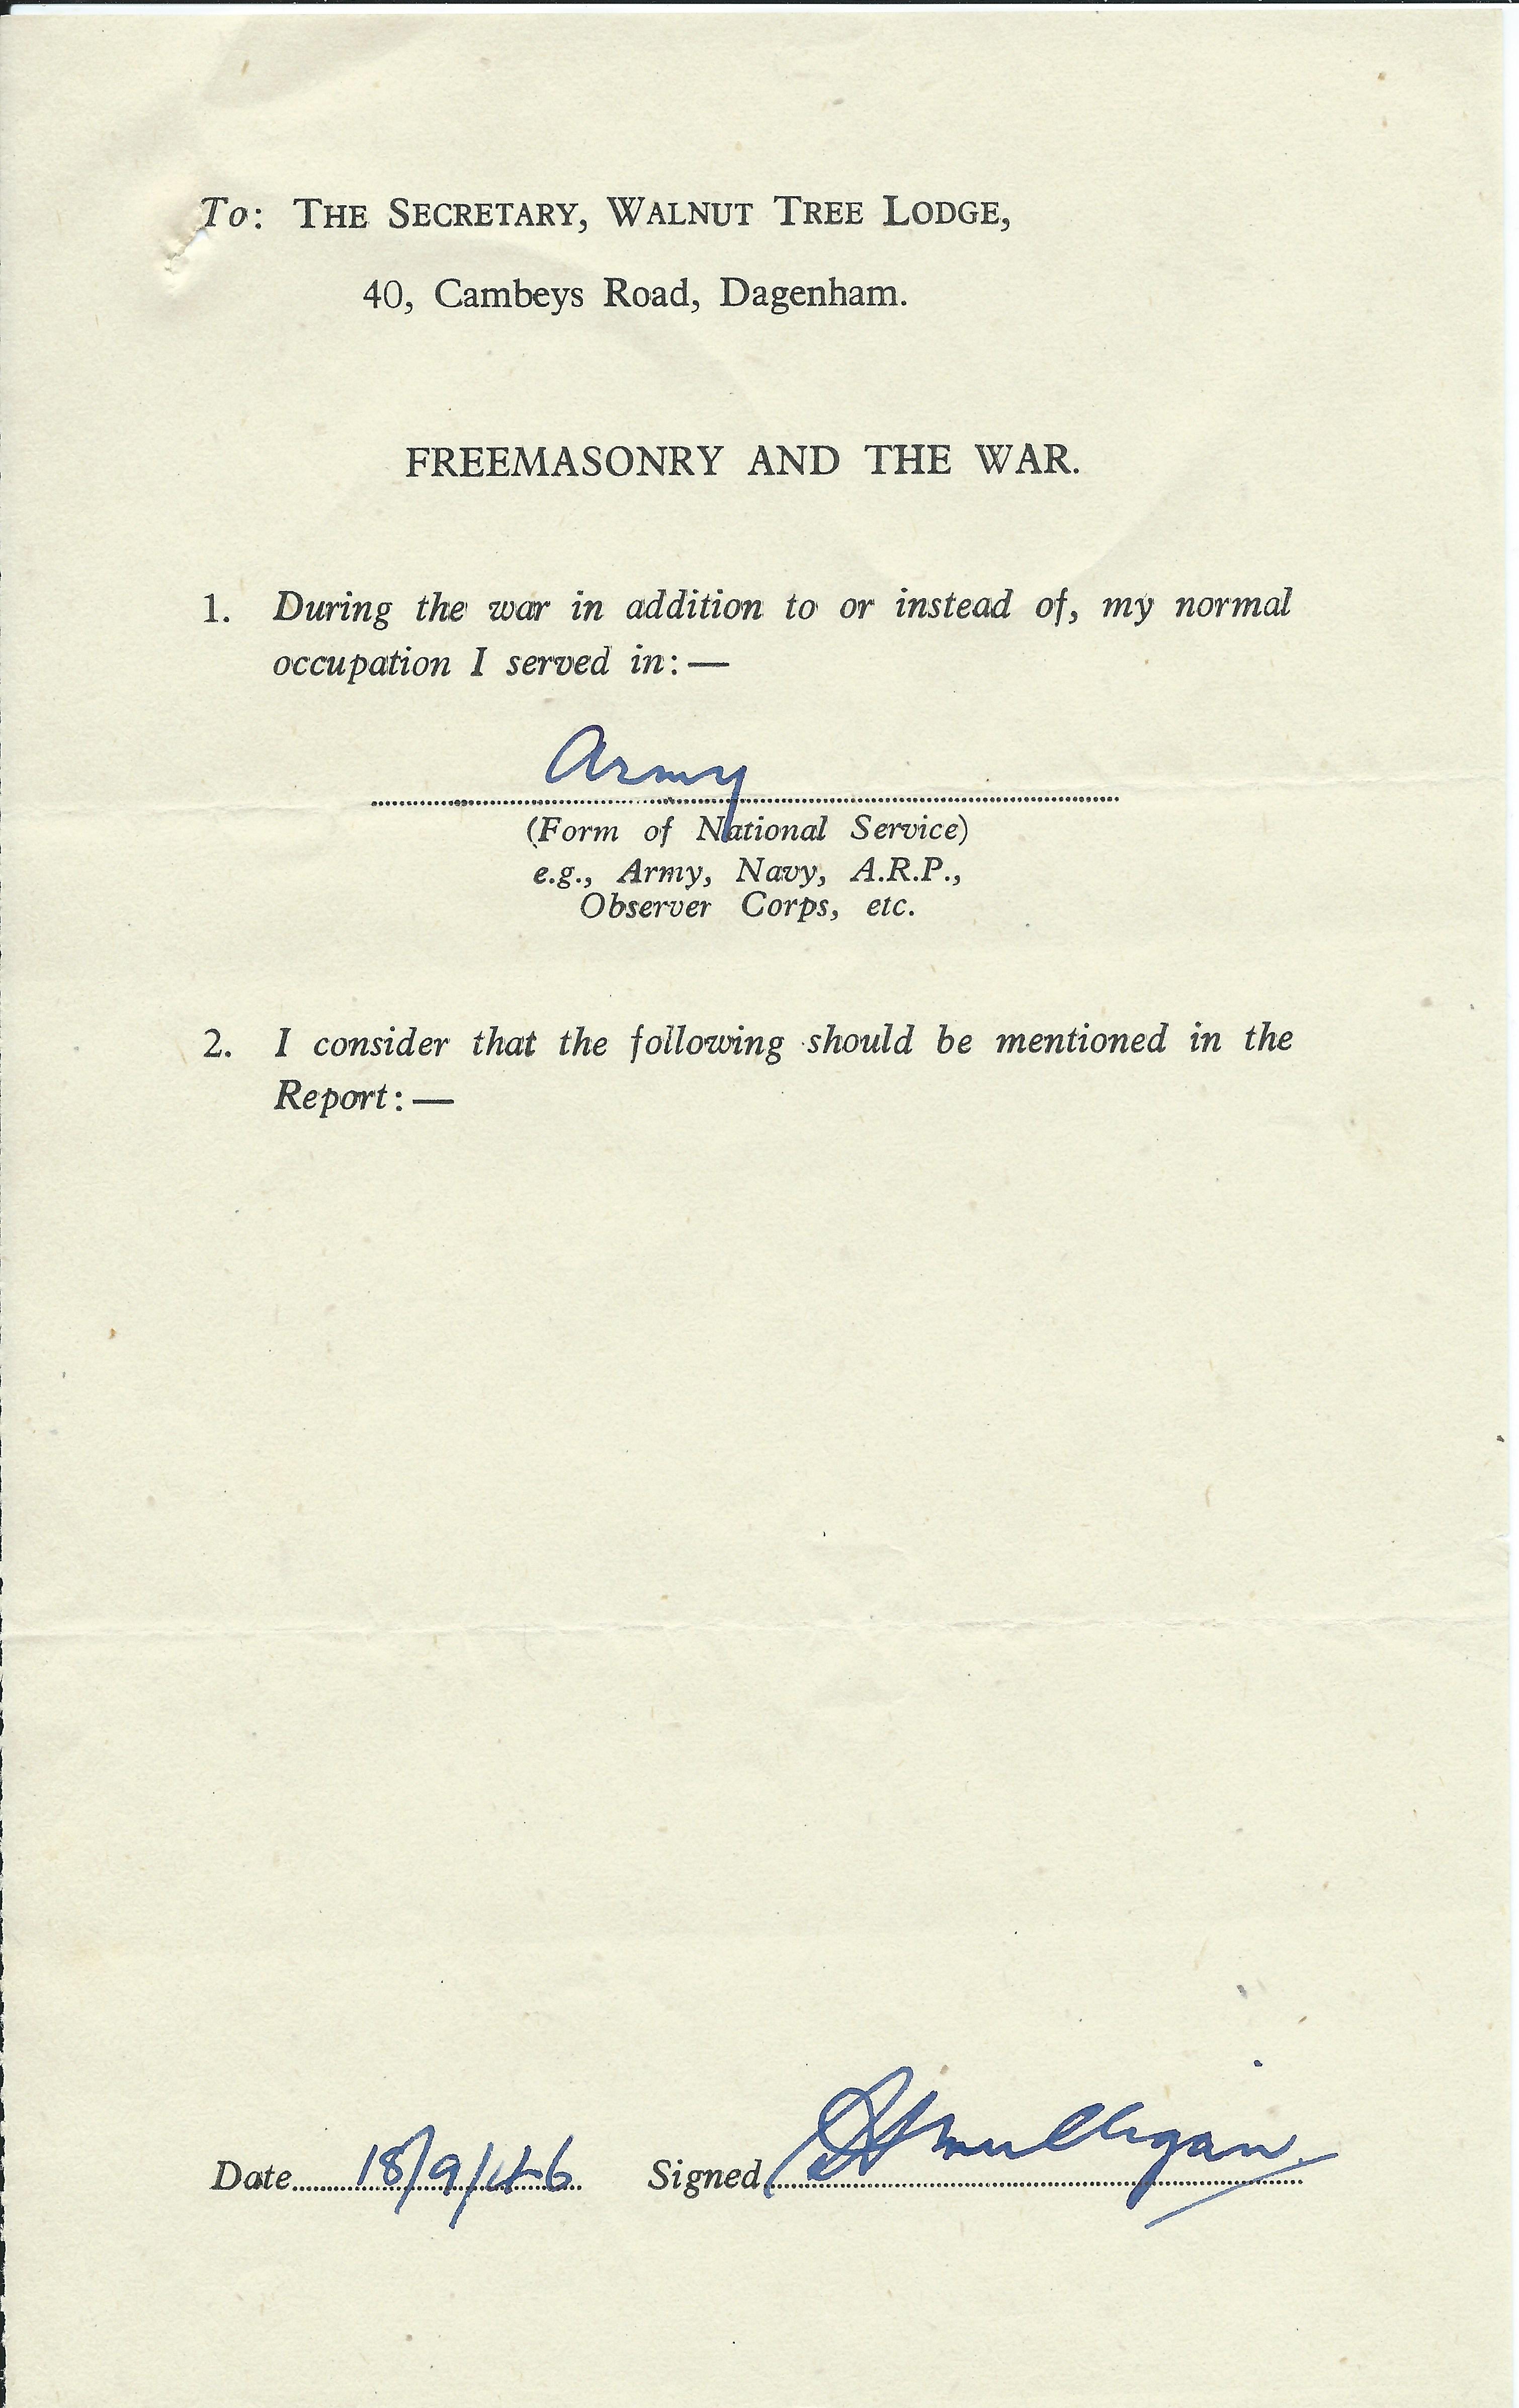 To: THE SECRETARY, WALNUT TREE LODGE,
40, Cambeys Road, Dagenham.
FREEMASONRY AND THE WAR.
1. During the war in addition to or instead of, my normal
occupation I served in:—
Army
(Form of National Service)
e.g., Army, Navy, A.R.P.,
Observer Corps, etc.
2. I consider that the following should be mentioned in the
Report:—
Date 18/9/46 Signed Mulligan